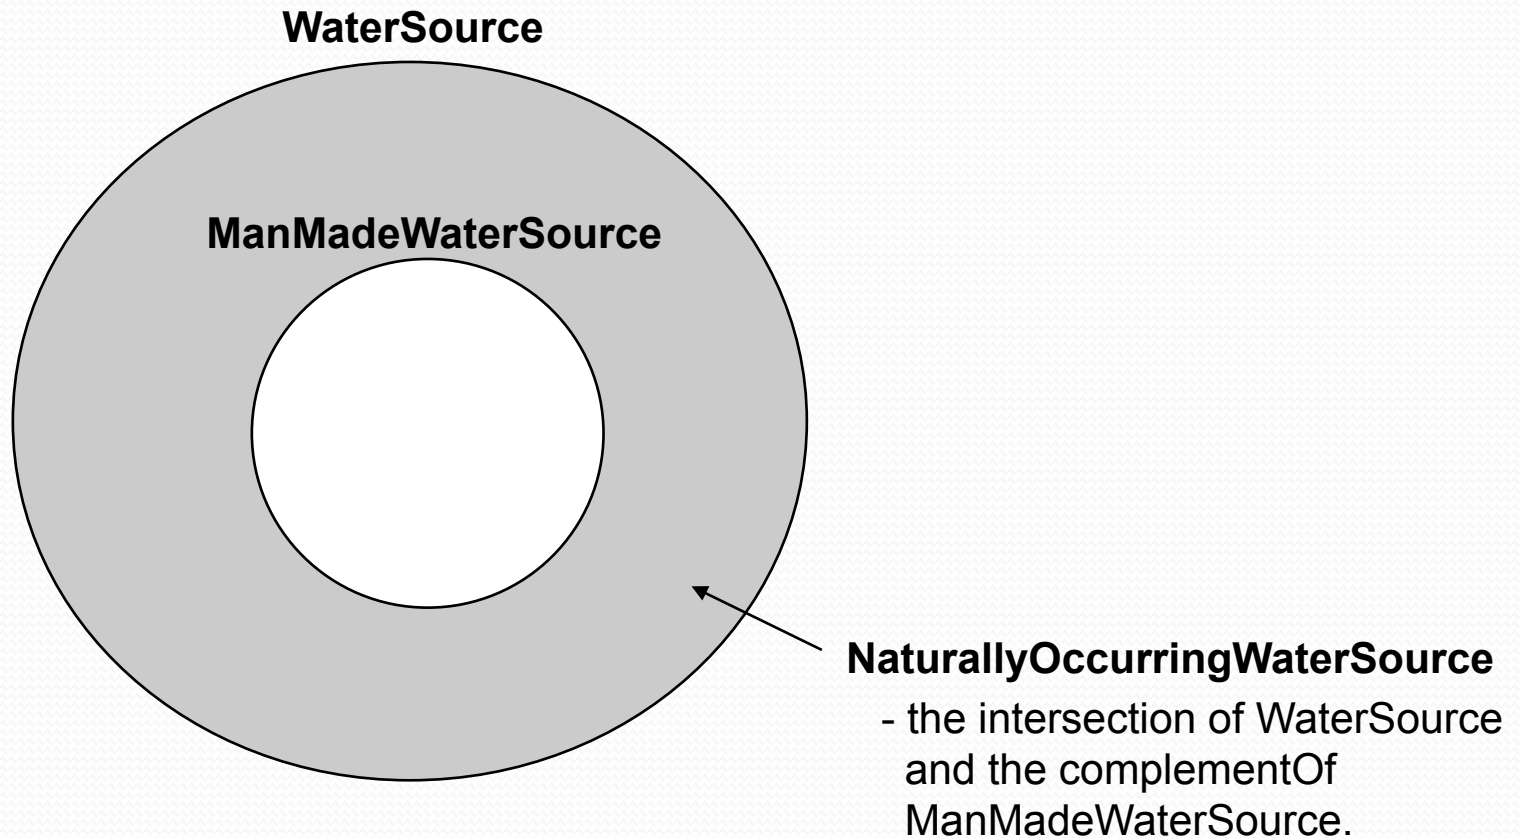 WaterSource
ManMadeWaterSource
NaturallyOccurringWaterSource
- the intersection of WaterSource
and the complementOf
ManMadeWaterSource.